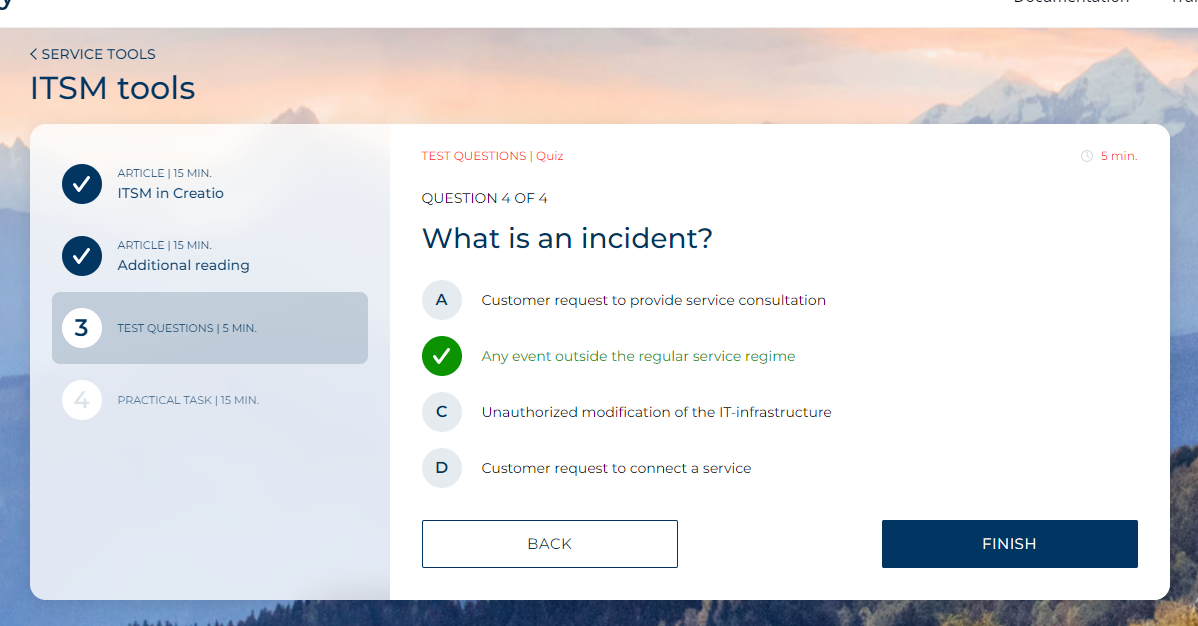 Documentation
SERVICE TOOLS
ITSM tools
ARTICLE | 15 MIN.
ITSM in Creatio
ARTICLE | 15 MIN.
Additional reading
3
TEST QUESTIONS | 5 MIN.
4
PRACTICAL TASK | 15 MIN.
TEST QUESTIONS | Quiz
5 min.
QUESTION 4 OF 4
What is an incident?
A Customer request to provide service consultation
Any event outside the regular service regime
C Unauthorized modification of the IT-infrastructure
D Customer request to connect a service
BACK
FINISH